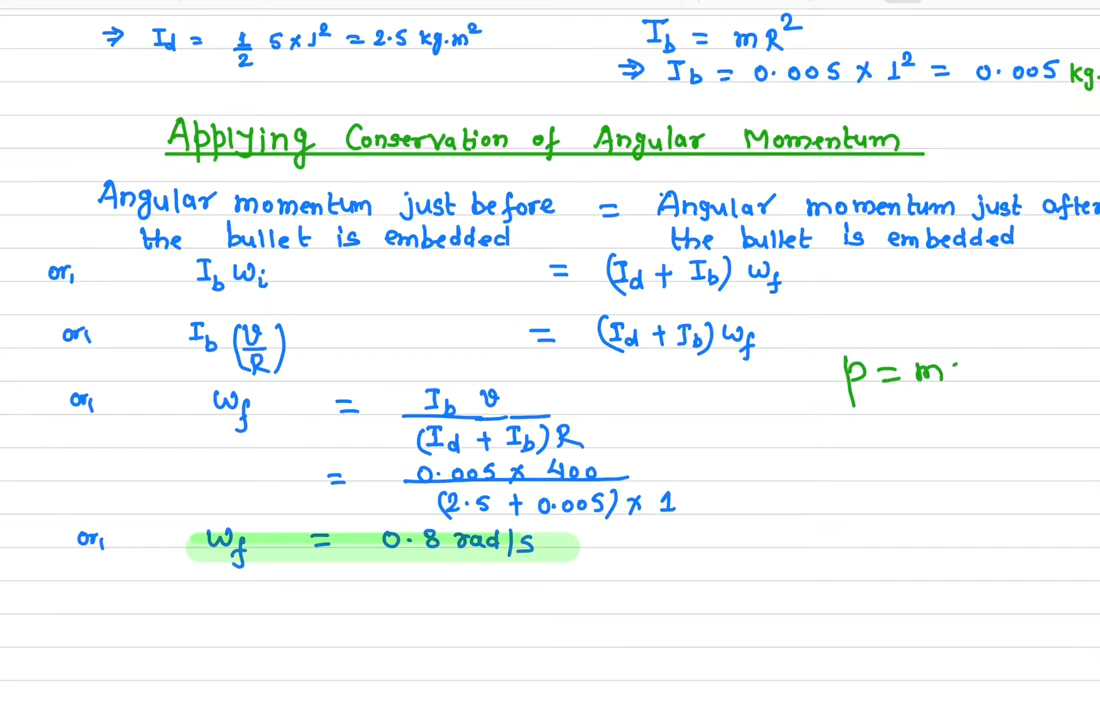 ⇒ Id = 1/2 5 × 1² = 2.5 kg.m²
Ib = mR²
⇒ Ib = 0.005 × 1² = 0.005 kg.
Applying Conservation of Angular Momentum
Angular momentum just before = Angular momentum just after
the bullet is embedded the bullet is embedded
or, Ib ωi = (Id + Ib) ωf
or, Ib (v/R) = (Id + Ib) ωf
p = m.
or, ωf = Ib v / (Id + Ib) R
= 0.005 × 400 / (2.5 + 0.005) × 1
or, ωf = 0.8 rad/s